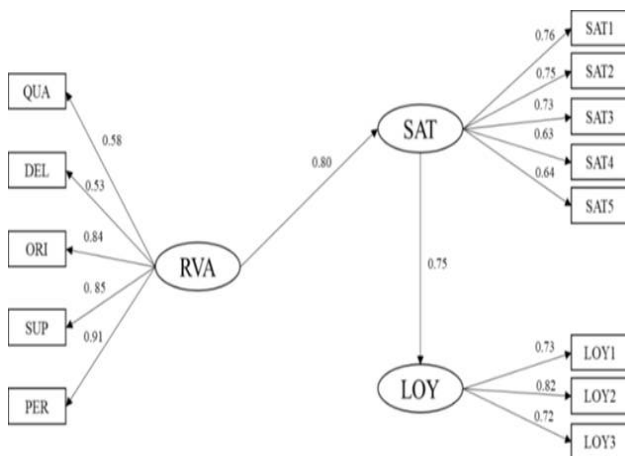 SAT1
0.76
SAT2
QUA
0.75
SAT
0.73
SAT3
0.58
0.63
SAT4
DEL
0.80
0.64
0.53
SAT5
ORI
0.84
RVA
0.75
0.85
SUP
0.91
0.73
LOY1
LOY
0.82
LOY2
PER
0.72
LOY3